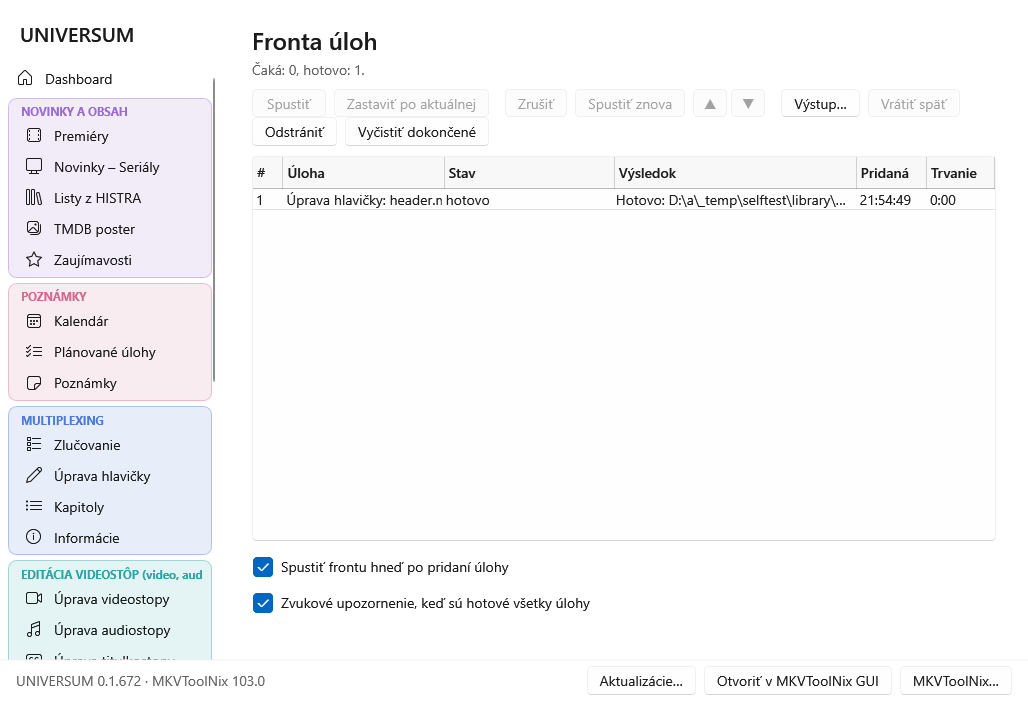 UNIVERSUM
Dashboard
NOVINKY A OBSAH
Premiéry
Novinky – Seriály
Listy z HISTRA
TMDB poster
Zaujímavosti
POZNÁMKY
Kalendár
Plánované úlohy
Poznámky
MULTIPLEXING
Zlučovanie
Úprava hlavičky
Kapitoly
Informácie
EDITÁCIA VIDEOSTÔP (video, aud
Úprava videostopy
Úprava audiostopy
Fronta úloh
Čaká: 0, hotovo: 1.
Spustiť Zastaviť po aktuálnej Zrušiť Spustiť znova ▲ ▼ Výstup... Vrátiť späť
Odstrániť Vyčistiť dokončené
# Úloha Stav Výsledok Pridaná Trvanie
1 Úprava hlavičky: header.n hotovo Hotovo: D:\a\_temp\selftest\library\... 21:54:49 0:00
Spustiť frontu hneď po pridaní úlohy
Zvukové upozornenie, keď sú hotové všetky úlohy
UNIVERSUM 0.1.672 · MKVToolNix 103.0 Aktualizácie... Otvoriť v MKVToolNix GUI MKVToolNix...